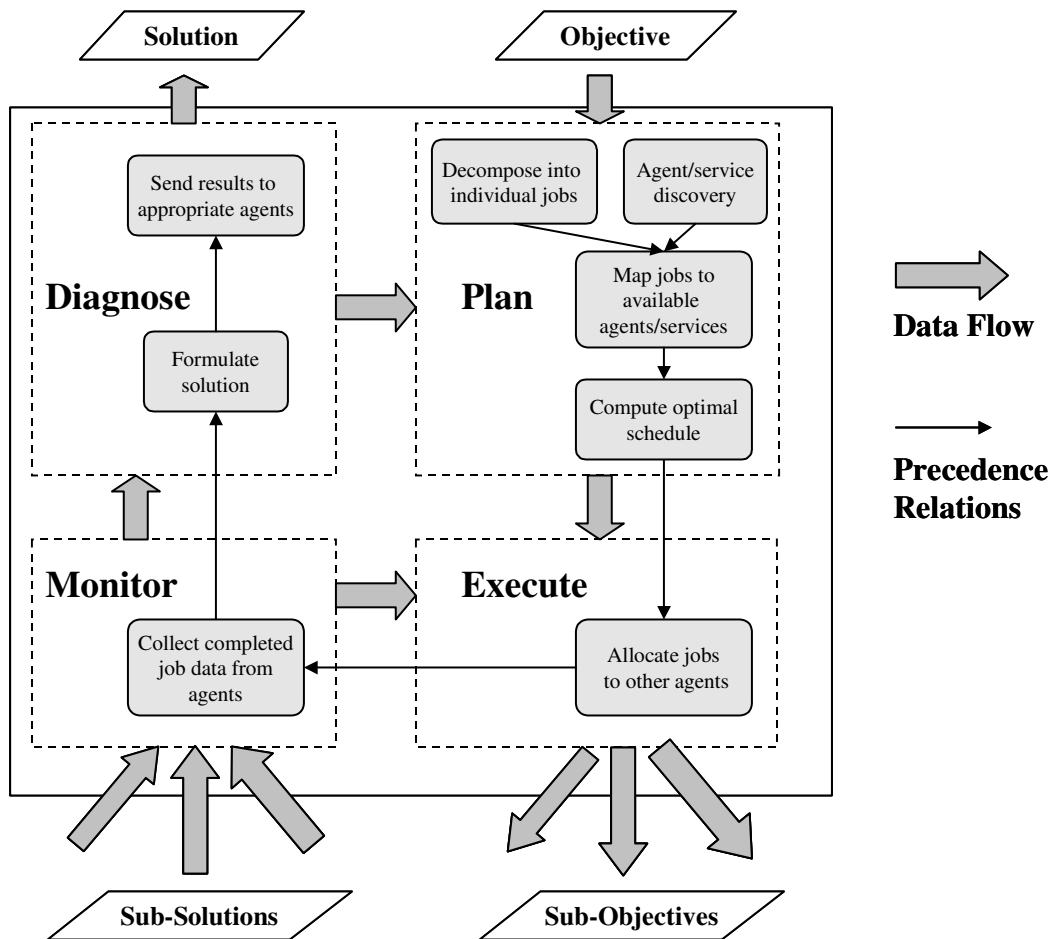 Solution
Objective
Send results to
appropriate agents
Diagnose
Formulate
solution
Decompose into
individual jobs
Agent/service
discovery
Plan
Map jobs to
available
agents/services
Compute optimal
schedule
Monitor
Collect completed
job data from
agents
Execute
Allocate jobs
to other agents
Sub-Solutions
Sub-Objectives
Data Flow
Precedence
Relations